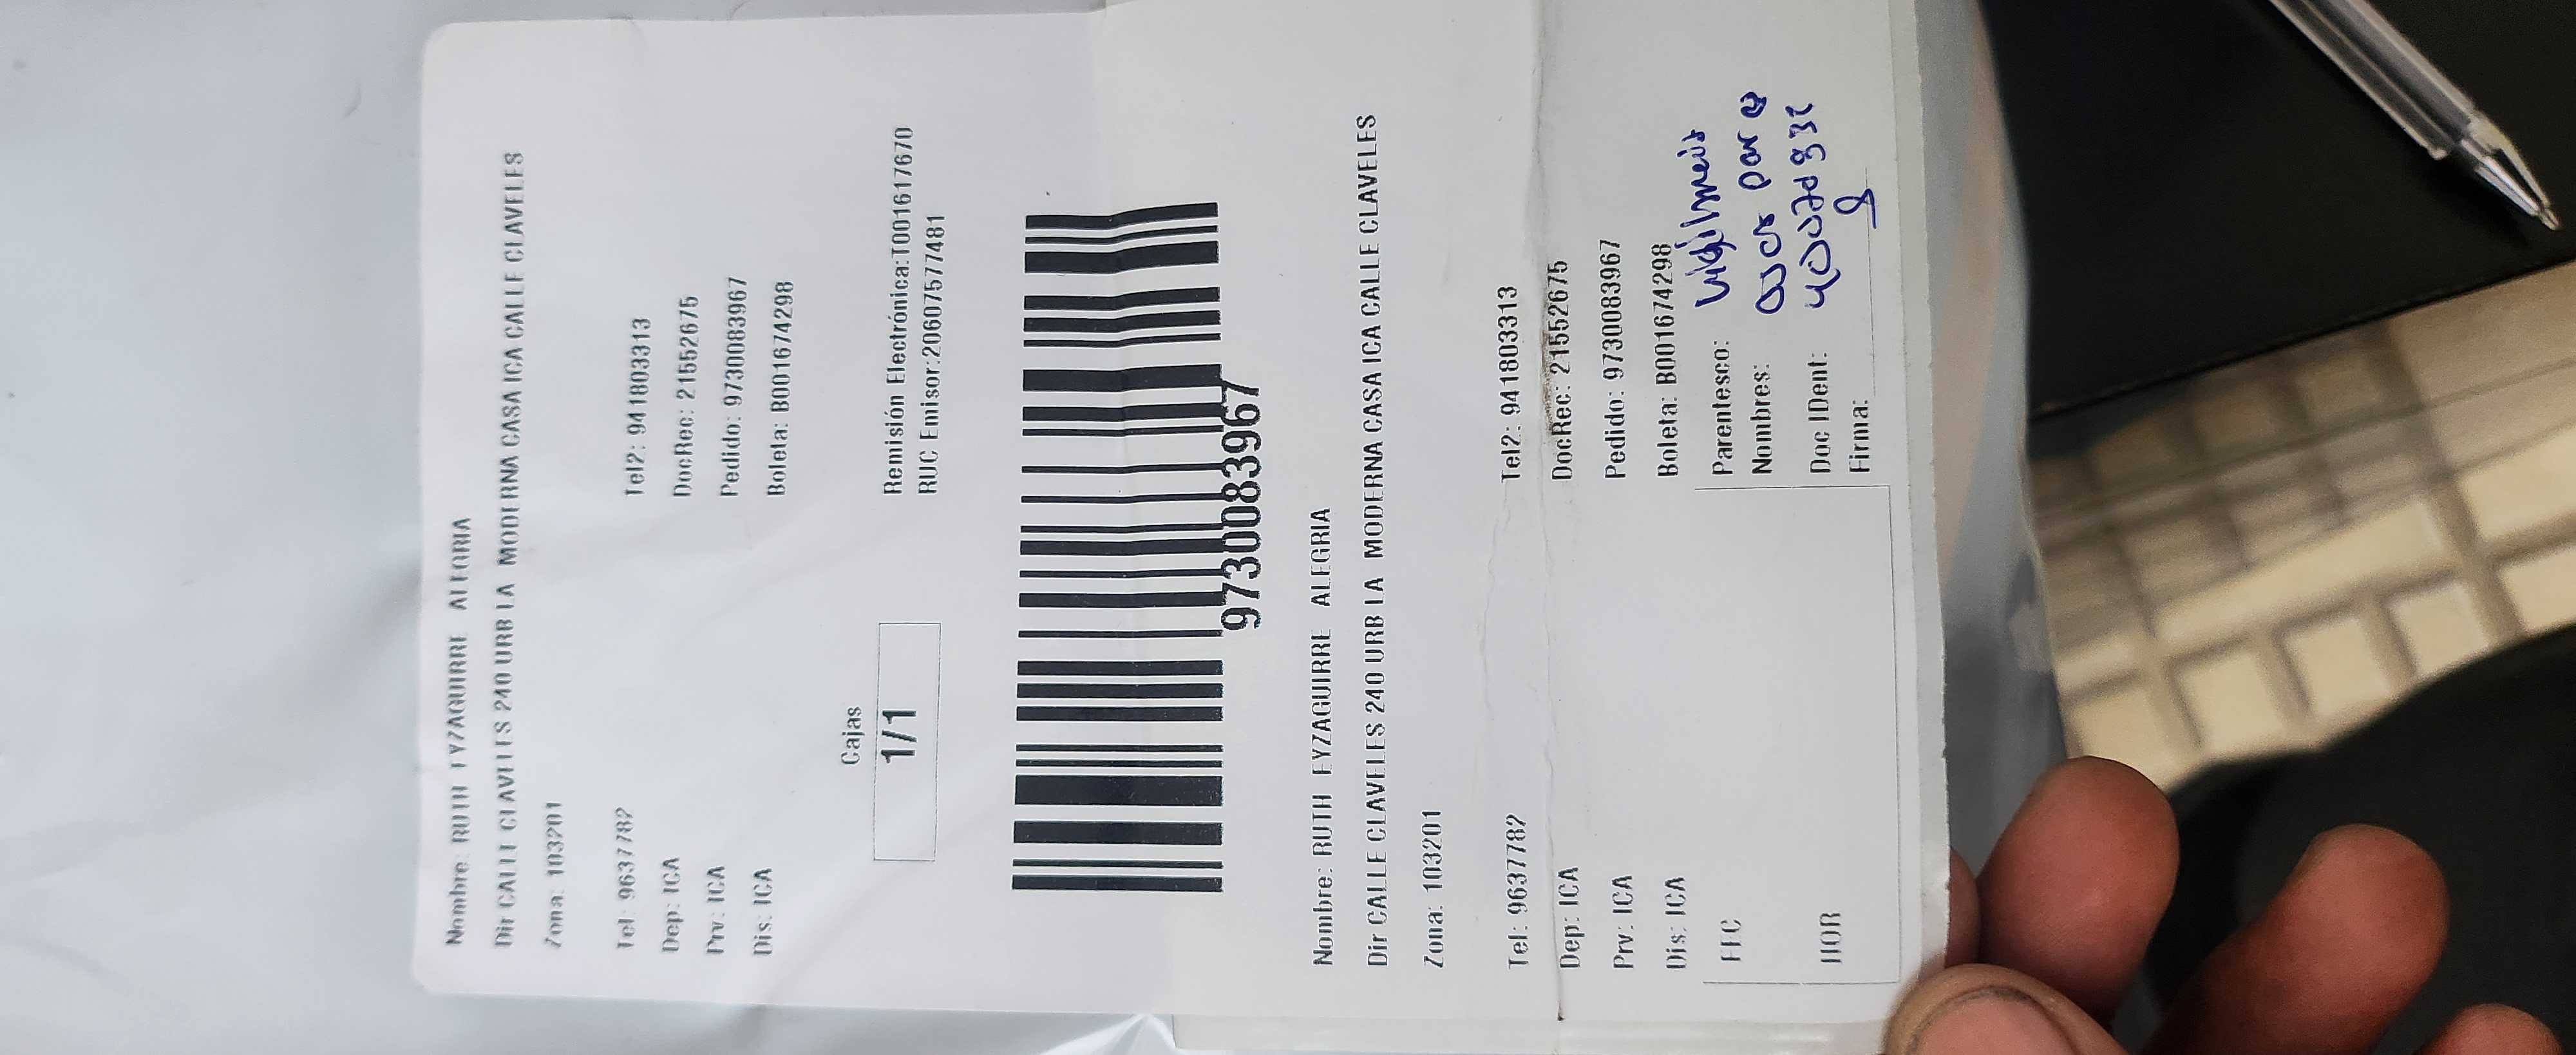 Nombre: RUTH EYZAGUIRRE ALEGRIA
Dir CALLE CLAVELES 240 URB LA MODERNA CASA ICA CALLE CLAVELES
Zona: 103201
Tel: 9637782 Tel2: 941803313
Dep: ICA DocRec: 21552675
Prv: ICA Pedido: 9730083967
Dis: ICA Boleta: B001674298
Cajas
1/1
Remisión Electrónica:T001617670
RUC Emisor:20607577481
9730083967
Nombre: RUTH EYZAGUIRRE ALEGRIA
Dir CALLE CLAVELES 240 URB LA MODERNA CASA ICA CALLE CLAVELES
Zona: 103201
Tel: 9637782 Tel2: 941803313
Dep: ICA DocRec: 21552675
Prv: ICA Pedido: 9730083967
Dis: ICA Boleta: B001674298
FEC Parentesco:
Nombres:
HOR Doc IDent:
Firma: